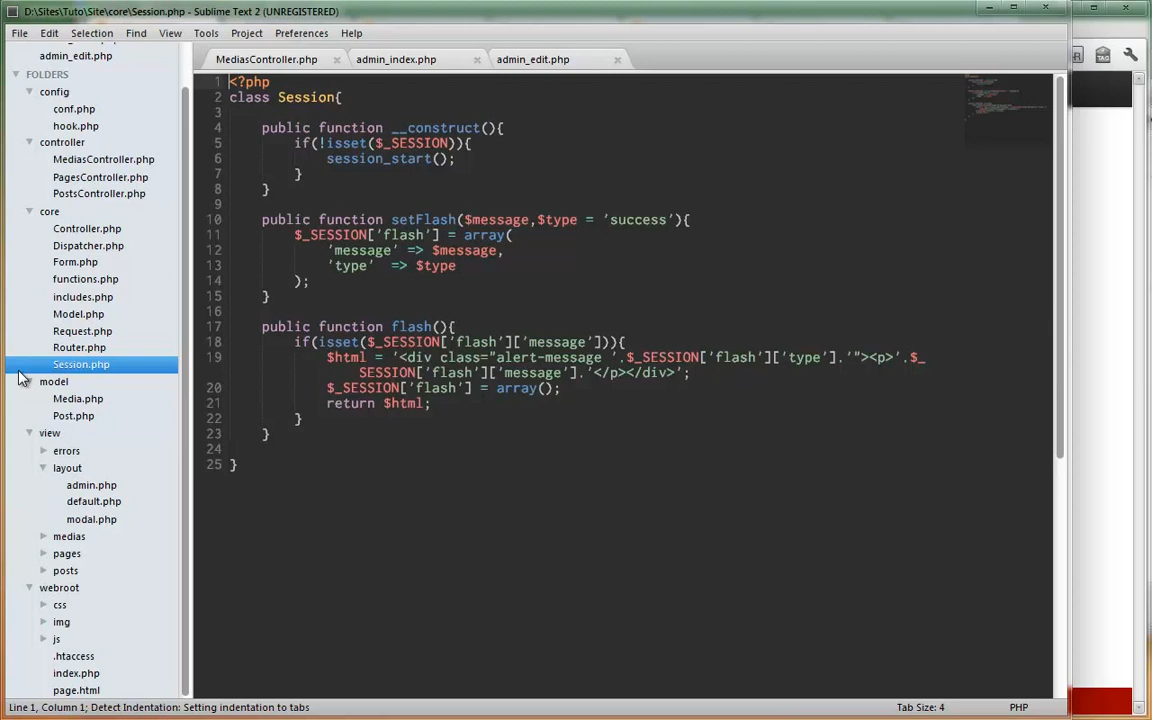 D:\Sites\Tuto\Site\core\Session.php - Sublime Text 2 (UNREGISTERED)
File Edit Selection Find View Tools Project Preferences Help
admin_edit.php
FOLDERS
config
conf.php
hook.php
controller
MediasController.php
PagesController.php
PostsController.php
core
Controller.php
Dispatcher.php
Form.php
functions.php
includes.php
Model.php
Request.php
Router.php
Session.php
model
Media.php
Post.php
view
errors
layout
admin.php
default.php
modal.php
medias
pages
posts
webroot
css
img
js
.htaccess
index.php
page.html
MediasController.php admin_index.php admin_edit.php
1 <?php
2 class Session{
3
4 public function __construct(){
5 if(!isset($_SESSION)){
6 session_start();
7 }
8 }
9
10 public function setFlash($message,$type = 'success'){
11 $_SESSION['flash'] = array(
12 'message' => $message,
13 'type' => $type
14 );
15 }
16
17 public function flash(){
18 if(isset($_SESSION['flash']['message'])){
19 $html = '<div class="alert-message '.$_SESSION['flash']['type'].'"><p>'.$_
SESSION['flash']['message'].'</p></div>';
20 $_SESSION['flash'] = array();
21 return $html;
22 }
23 }
24
25 }
Line 1, Column 1; Detect Indentation: Setting indentation to tabs Tab Size: 4 PHP